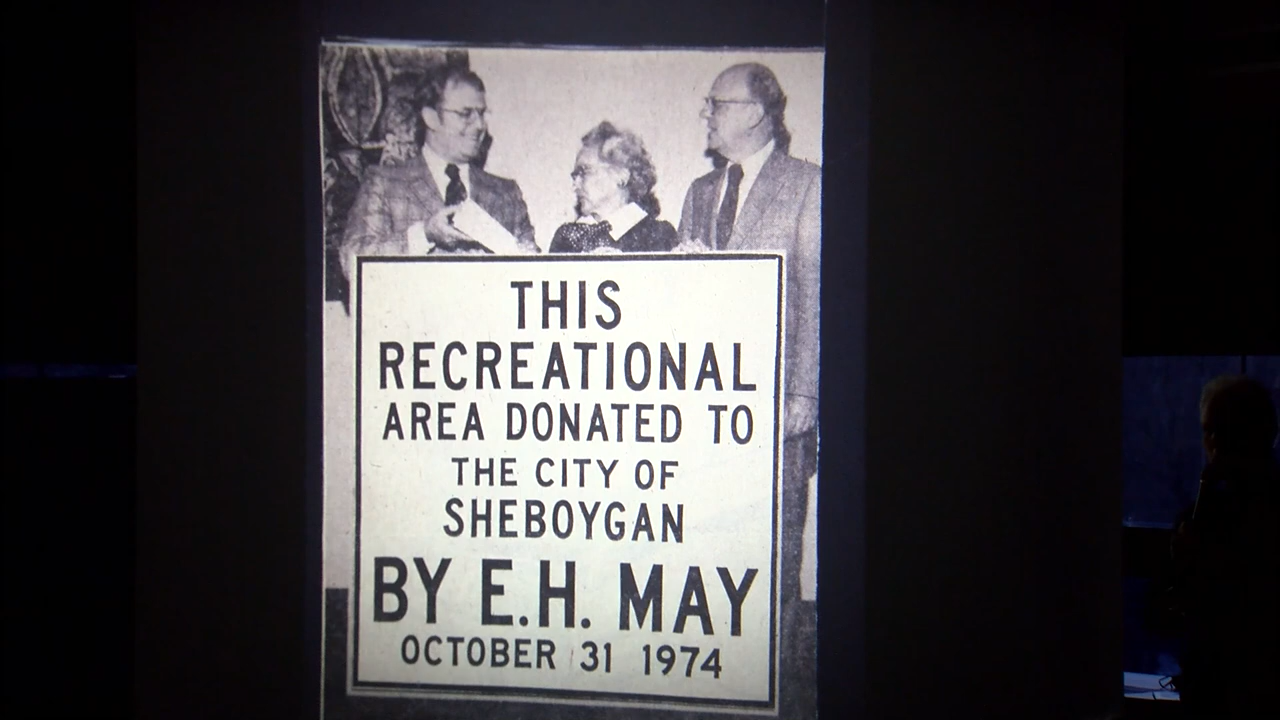 THIS
RECREATIONAL
AREA DONATED TO
THE CITY OF
SHEBOYGAN
BY E.H. MAY
OCTOBER 31 1974